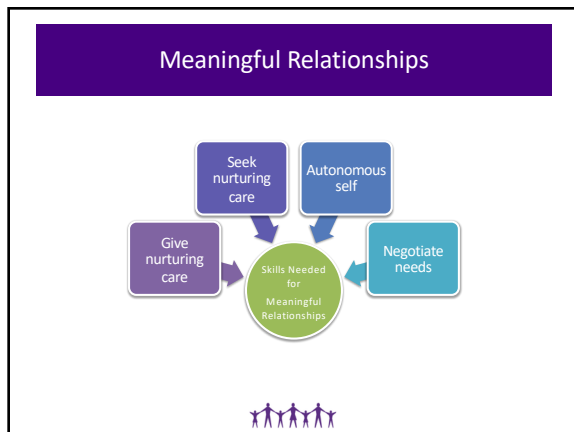 Meaningful Relationships
Seek
nurturing
care
Autonomous
self
Give
nurturing
care
Negotiate
needs
Skills Needed
for
Meaningful
Relationships